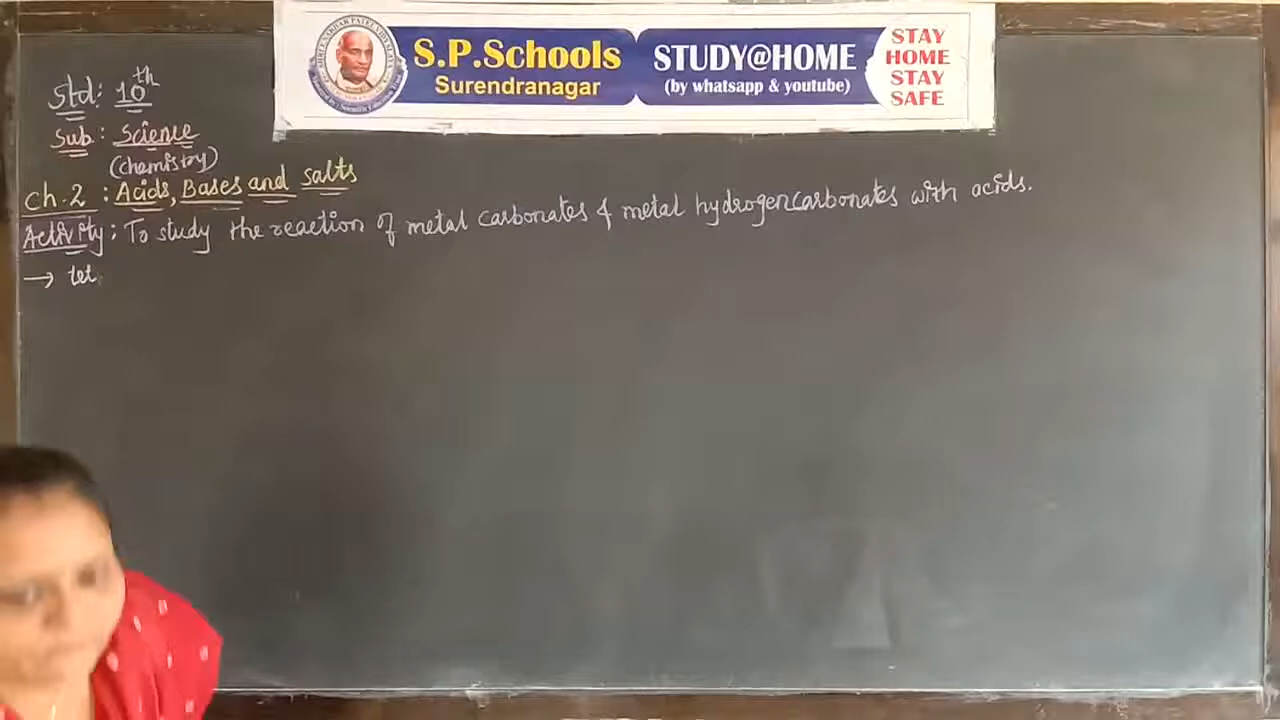 S.P.Schools
Surendranagar
STUDY@HOME
(by whatsapp & youtube)
STAY
HOME
STAY
SAFE
Std: 10th
Sub: Science
(chemistry)
Ch.2 : Acids, Bases and salts
Activity: To study the reaction of metal carbonates & metal hydrogencarbonates with acids.
→ let